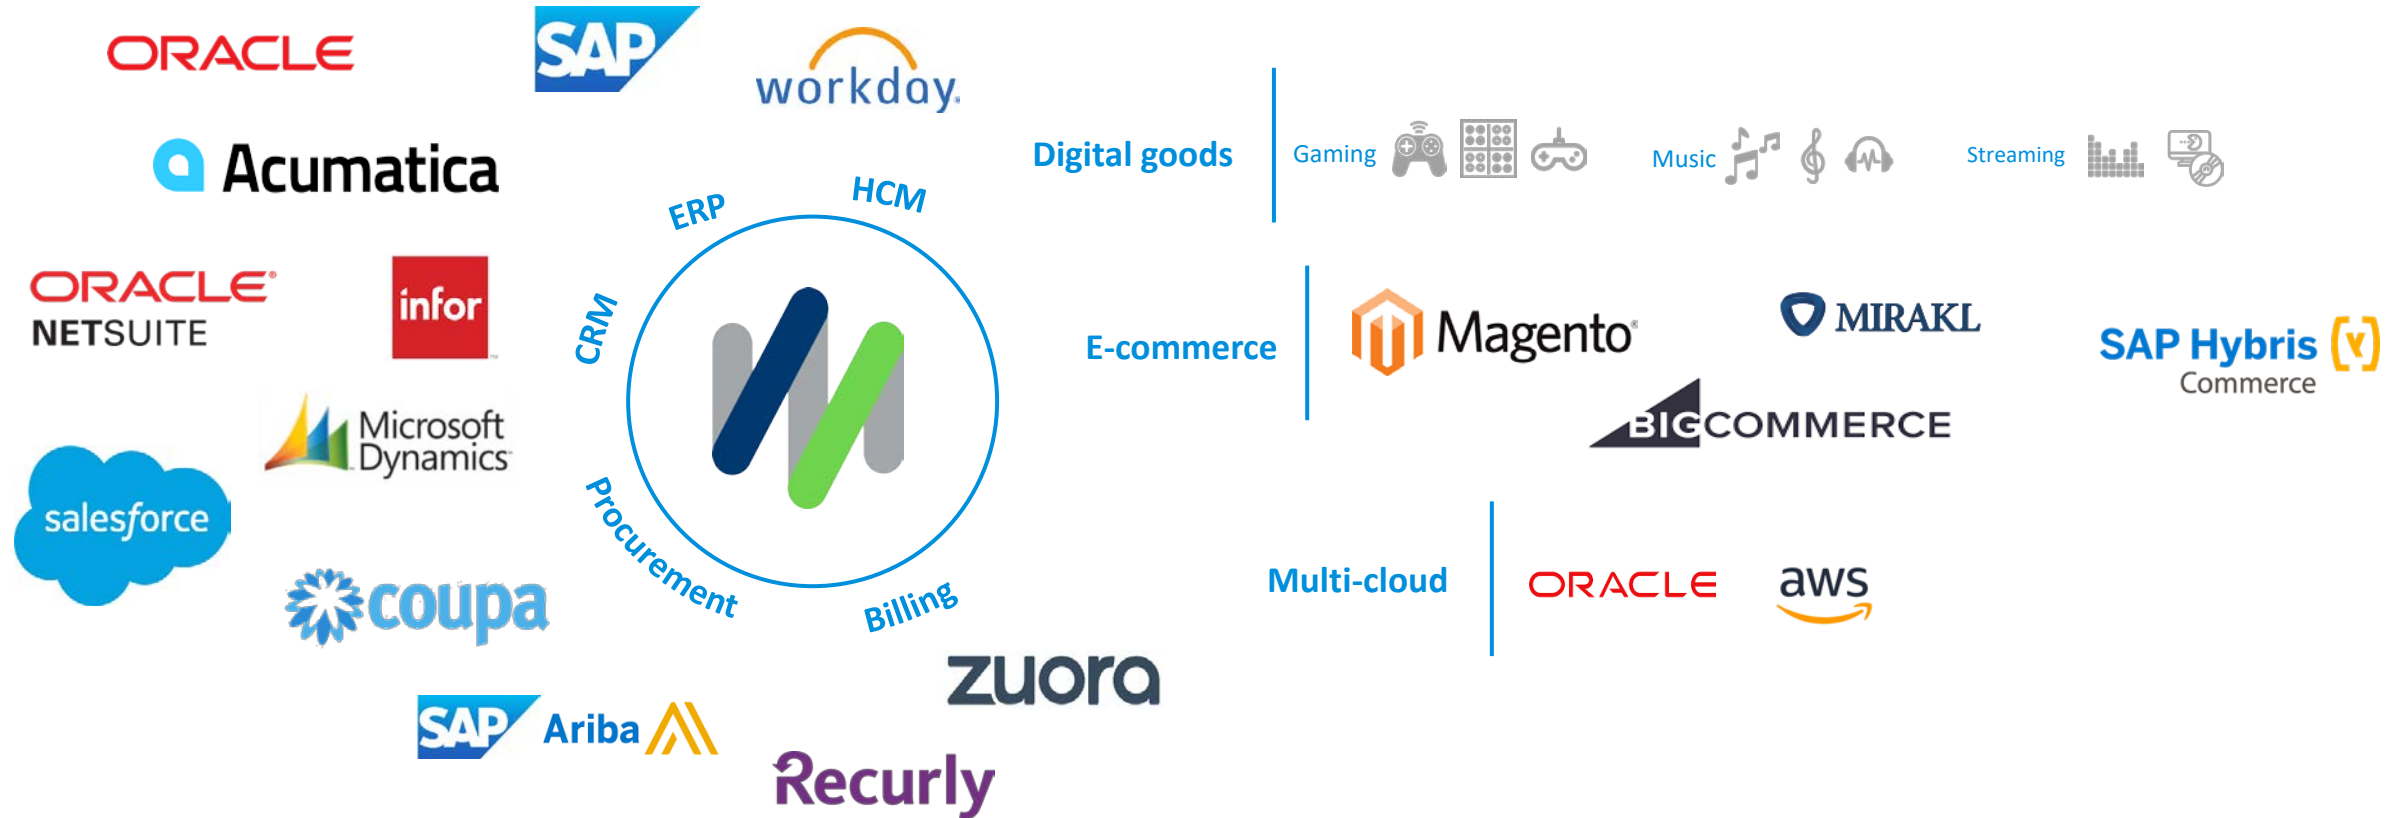 ORACLE
SAP
workday.
Acumatica
ORACLE®
NETSUITE
infor
Microsoft
Dynamics
salesforce
coupa
SAP Ariba
zuora
Recurly
ERP
HCM
CRM
Procurement
Billing
Digital goods
Gaming
Music
Streaming
E-commerce
Magento®
MIRAKL
SAP Hybris (y)
Commerce
BIGCOMMERCE
Multi-cloud
ORACLE
aws